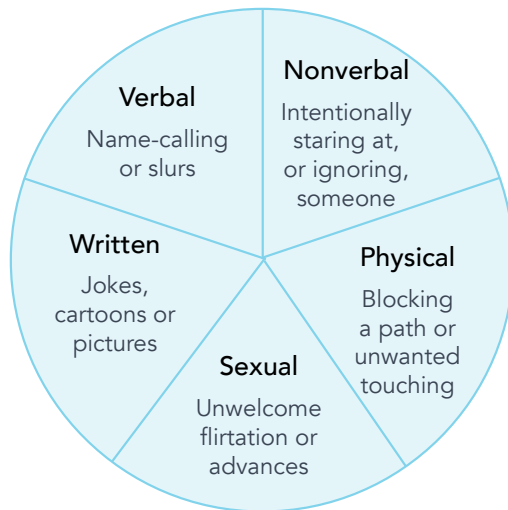 Verbal
Name-calling
or slurs
Nonverbal
Intentionally
staring at,
or ignoring,
someone
Written
Jokes,
cartoons or
pictures
Physical
Blocking
a path or
unwanted
touching
Sexual
Unwelcome
flirtation or
advances